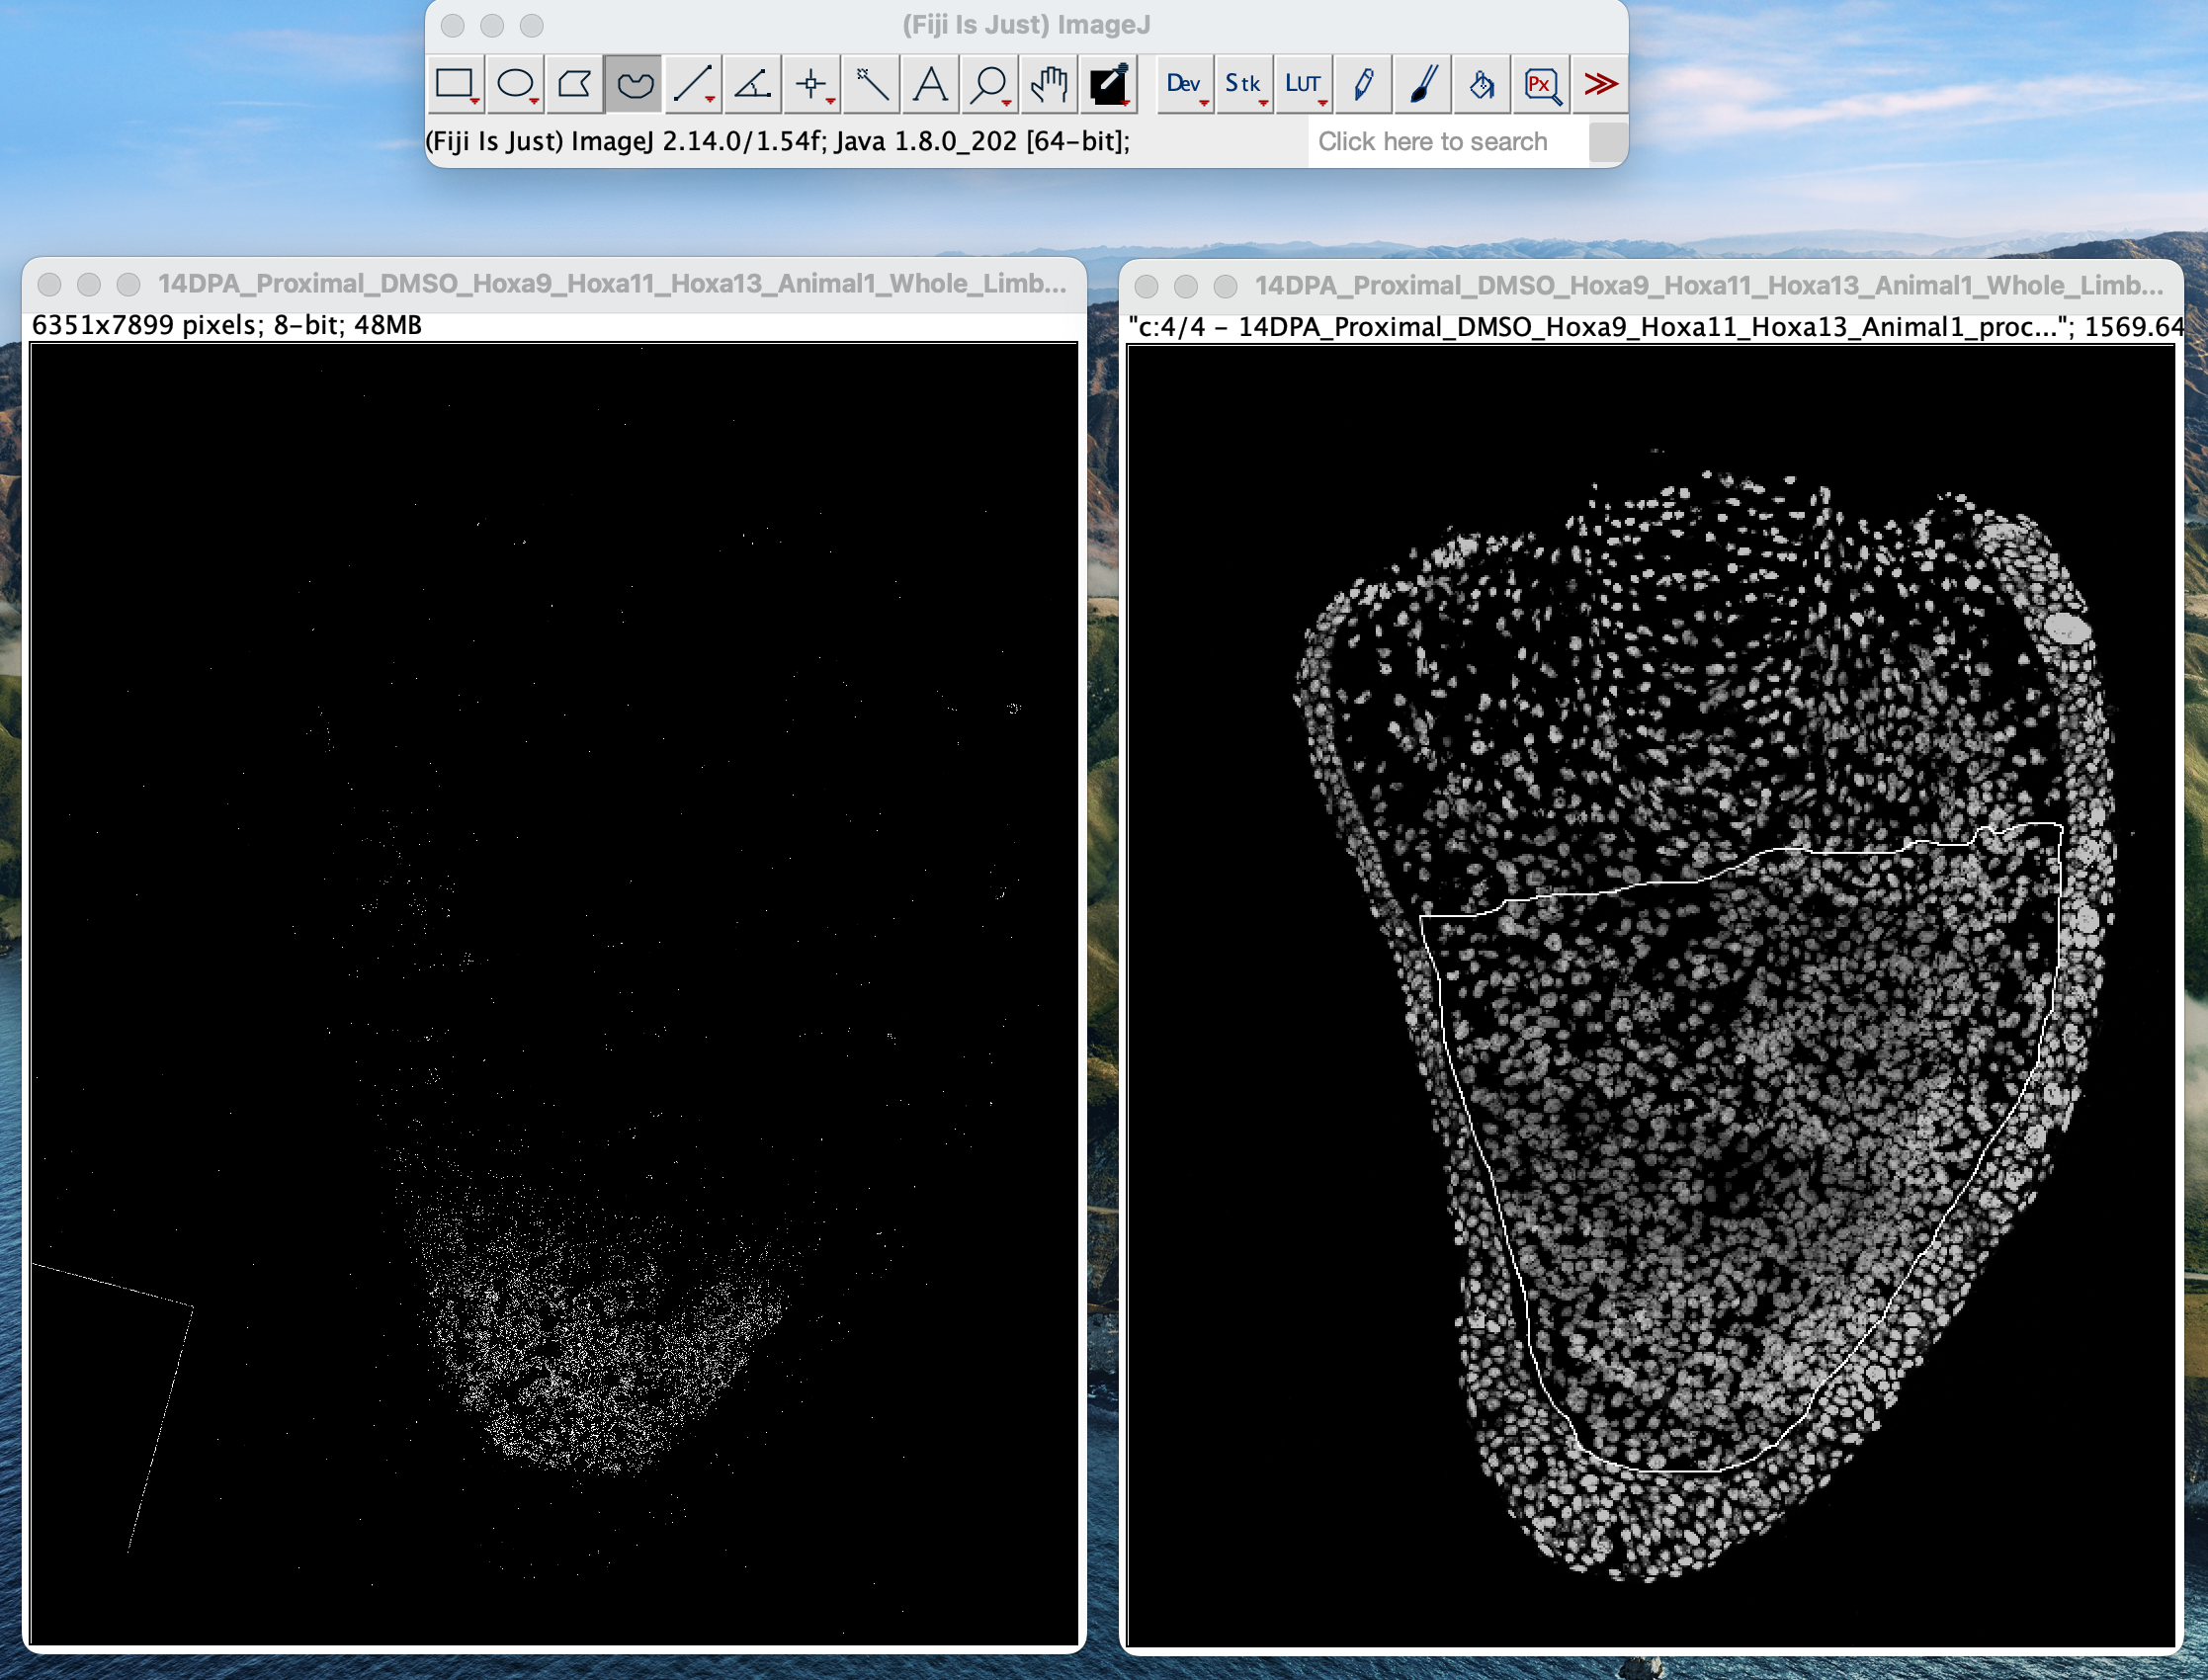 (Fiji Is Just) ImageJ
A
Dev
Stk
LUT
Px
(Fiji Is Just) ImageJ 2.14.0/1.54f; Java 1.8.0_202 [64-bit];
Click here to search
14DPA_Proximal_DMSO_Hoxa9_Hoxa11_Hoxa13_Animal1_Whole_Limb...
6351x7899 pixels; 8-bit; 48MB
14DPA_Proximal_DMSO_Hoxa9_Hoxa11_Hoxa13_Animal1_Whole_Limb...
"c:4/4 - 14DPA_Proximal_DMSO_Hoxa9_Hoxa11_Hoxa13_Animal1_proc..."; 1569.64